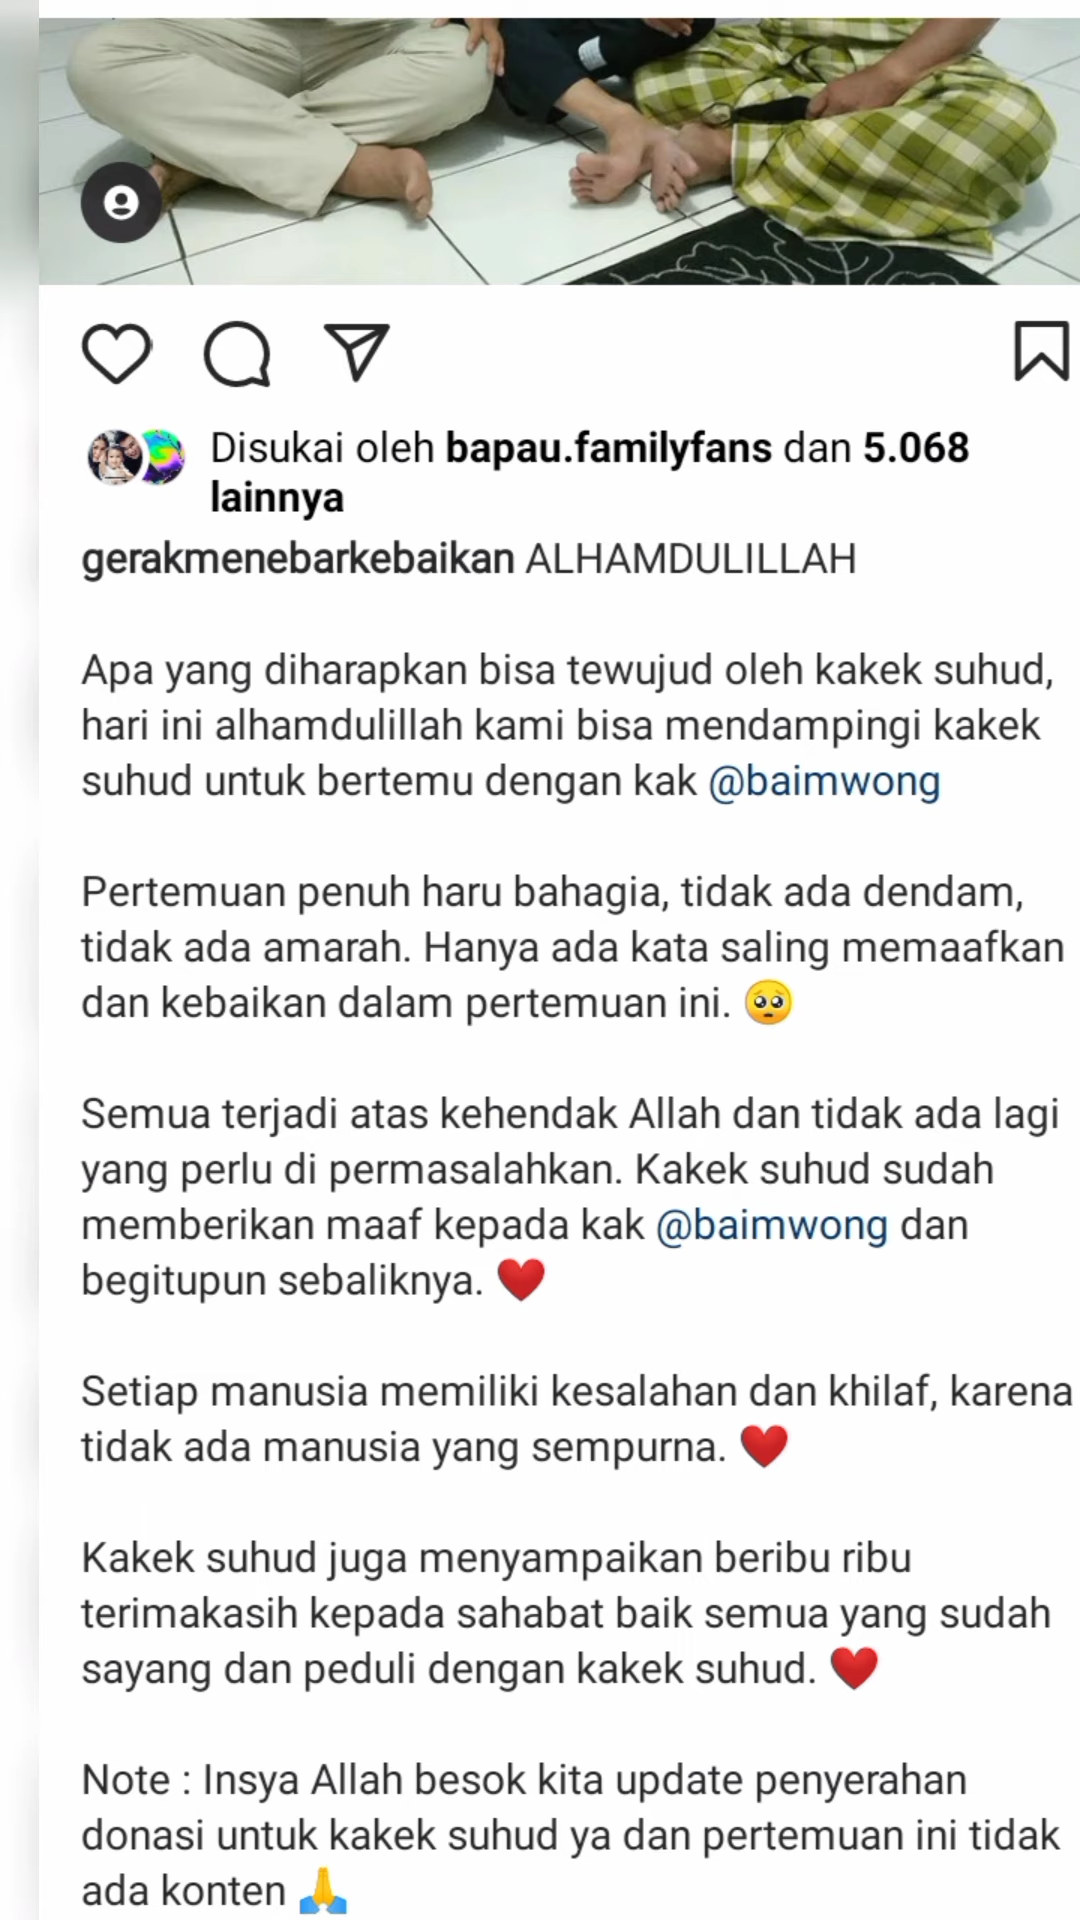 Disukai oleh bapau.familyfans dan 5.068
lainnya
gerakmenebarkebaikan ALHAMDULILLAH
Apa yang diharapkan bisa tewujud oleh kakek suhud,
hari ini alhamdulillah kami bisa mendampingi kakek
suhud untuk bertemu dengan kak @baimwong
Pertemuan penuh haru bahagia, tidak ada dendam,
tidak ada amarah. Hanya ada kata saling memaafkan
dan kebaikan dalam pertemuan ini. 🥺
Semua terjadi atas kehendak Allah dan tidak ada lagi
yang perlu di permasalahkan. Kakek suhud sudah
memberikan maaf kepada kak @baimwong dan
begitupun sebaliknya. ❤️
Setiap manusia memiliki kesalahan dan khilaf, karena
tidak ada manusia yang sempurna. ❤️
Kakek suhud juga menyampaikan beribu ribu
terimakasih kepada sahabat baik semua yang sudah
sayang dan peduli dengan kakek suhud. ❤️
Note : Insya Allah besok kita update penyerahan
donasi untuk kakek suhud ya dan pertemuan ini tidak
ada konten 🙏